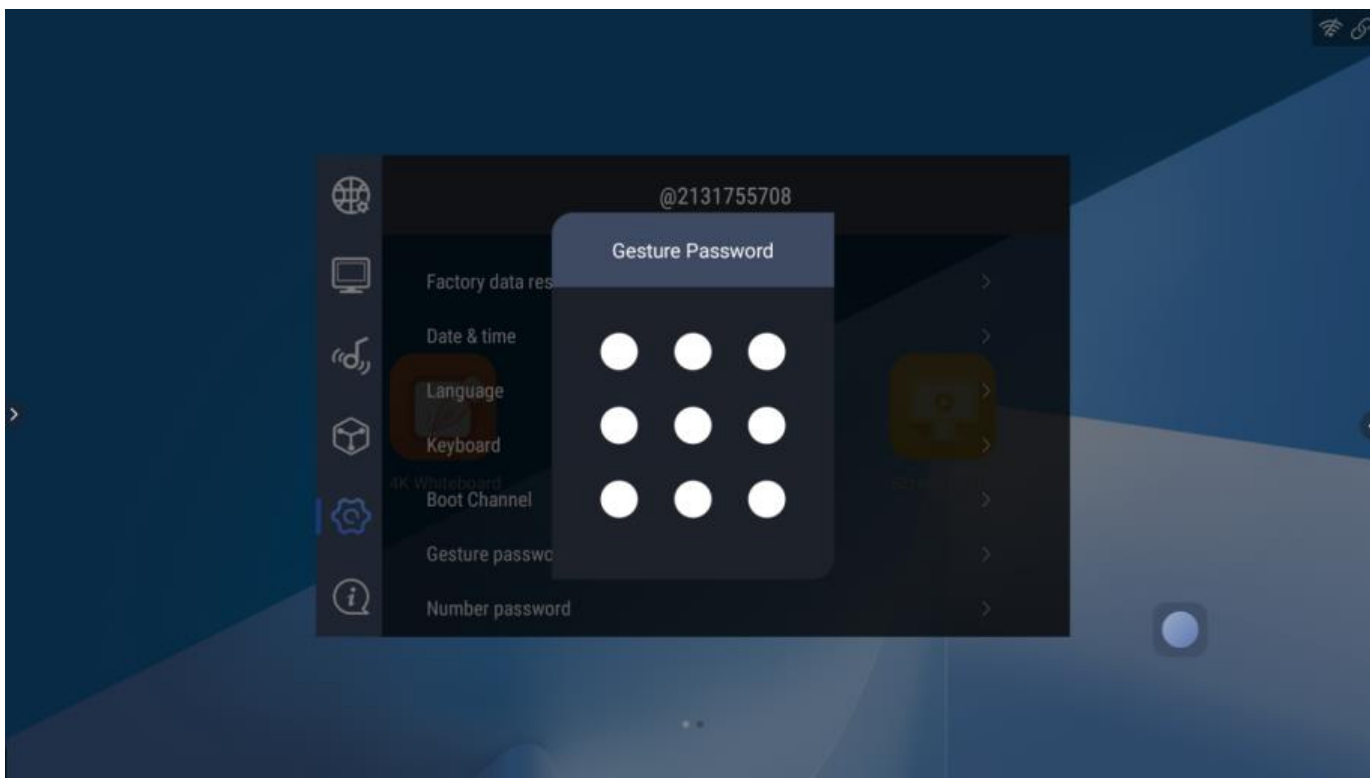 @2131755708
Gesture Password
Factory data res
Date & time
Language
Keyboard
4K Whiteboard
Boot Channel
Gesture passwo
Number password